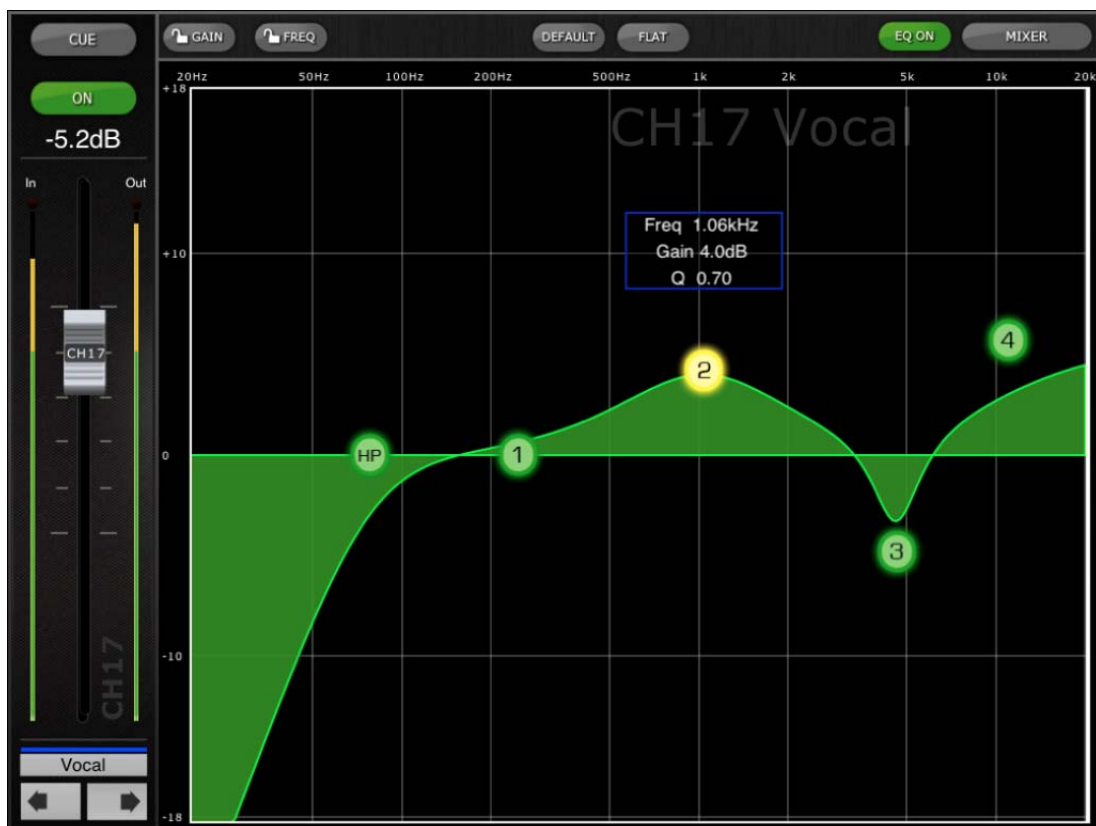 CUE
GAIN
FREQ
DEFAULT
FLAT
EQ ON
MIXER
ON
-5.2dB
In
Out
CH17
CH17
Vocal
20Hz 50Hz 100Hz 200Hz 500Hz 1k 2k 5k 10k 20k
+18
CH17 Vocal
Freq 1.06kHz
Gain 4.0dB
Q 0.70
+10
4
2
0
HP
1
3
-10
-18